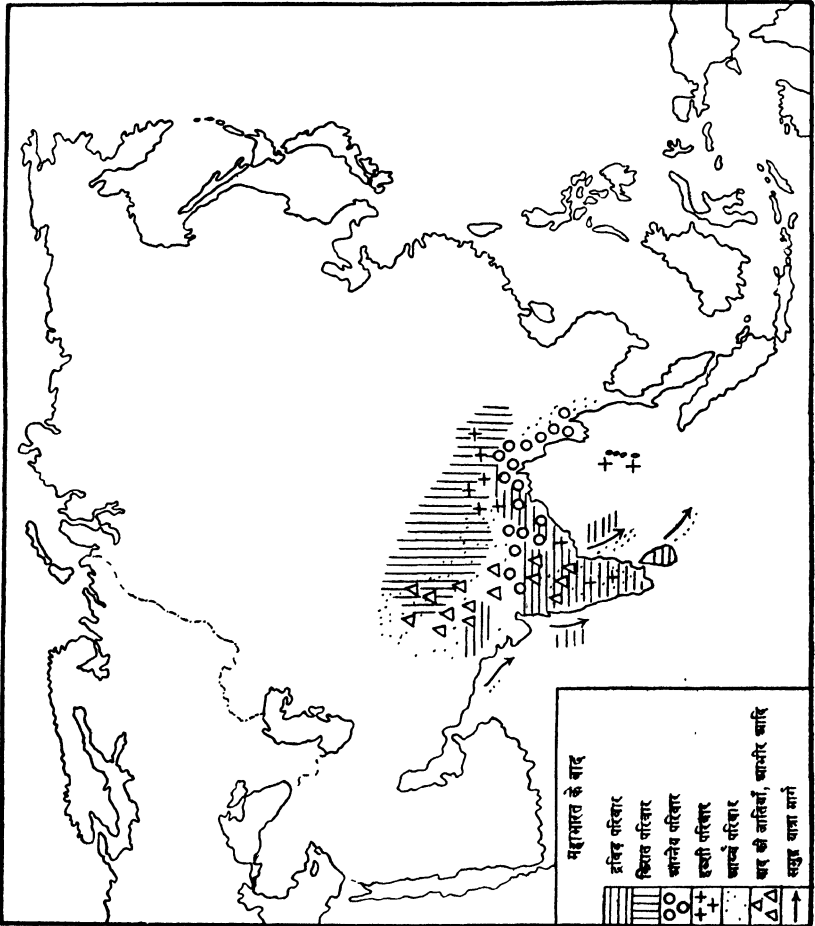 महाभारत के बाद
द्रविड़ परिवार
किरात परिवार
आग्नेय परिवार
हब्शी परिवार
आर्य्य परिवार
बाद की जातियाँ, आभीर आदि
समुद्र यात्रा मार्ग